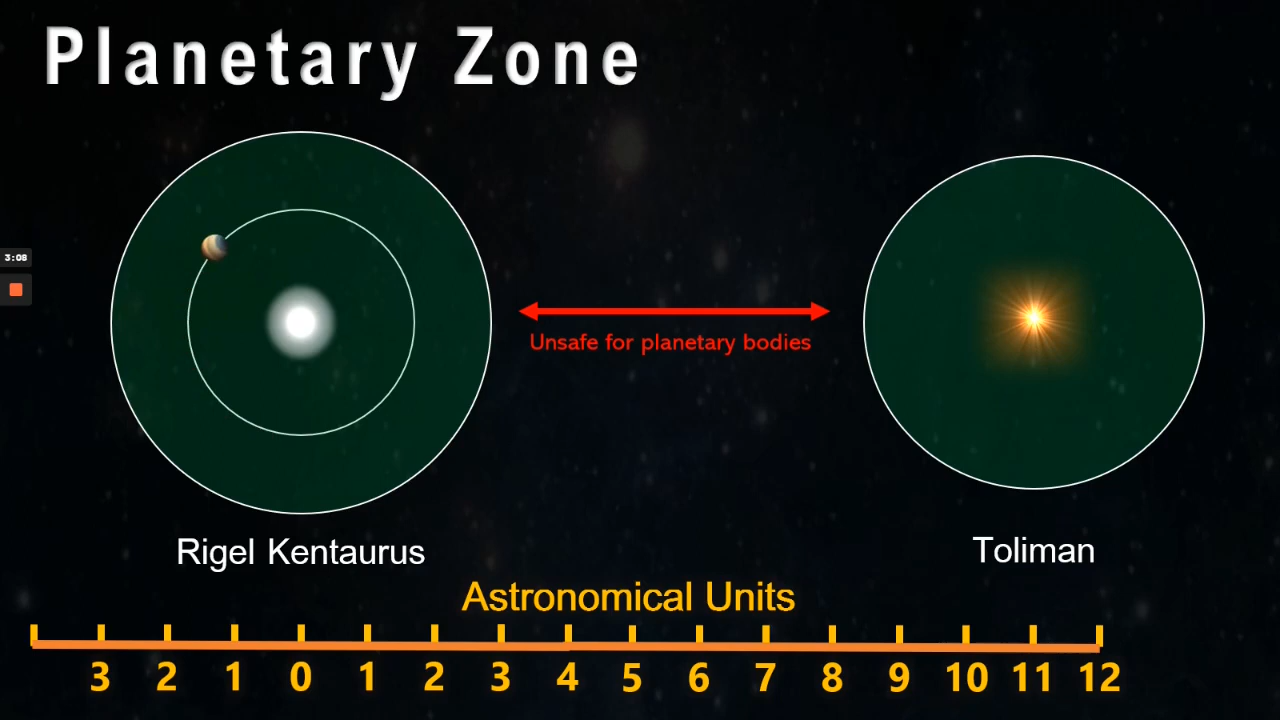 Planetary Zone
3:08
Unsafe for planetary bodies
Rigel Kentaurus
Toliman
Astronomical Units
3 2 1 0 1 2 3 4 5 6 7 8 9 10 11 12